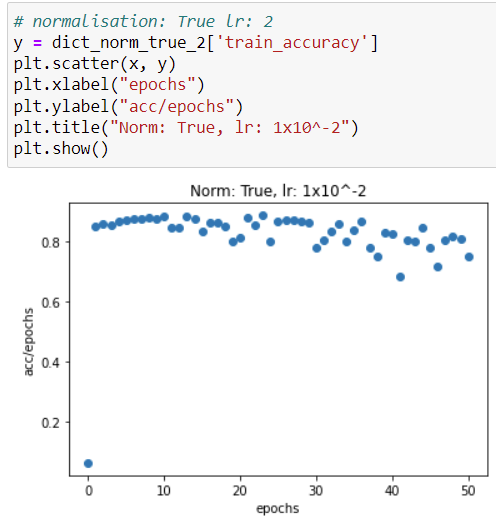 # normalisation: True lr: 2
y = dict_norm_true_2['train_accuracy']
plt.scatter(x, y)
plt.xlabel("epochs")
plt.ylabel("acc/epochs")
plt.title("Norm: True, lr: 1x10^-2")
plt.show()
Norm: True, lr: 1x10^-2
acc/epochs
0.8
0.6
0.4
0.2
0 10 20 30 40 50
epochs